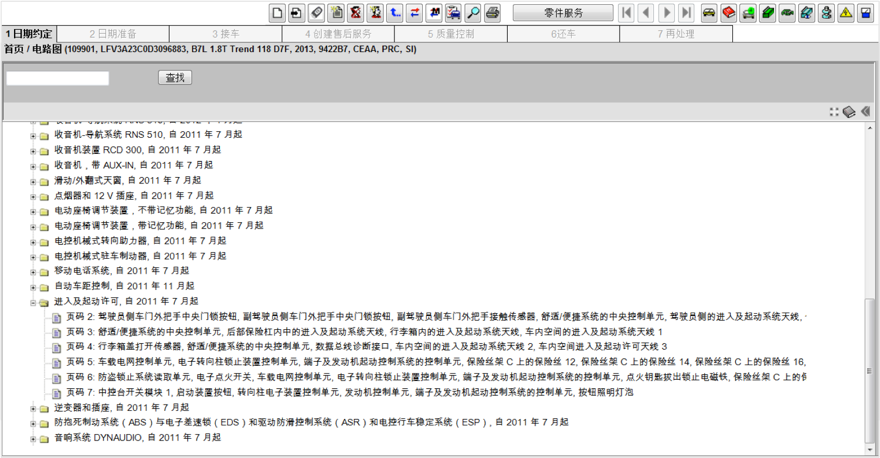 零件服务
1 日期约定 2 日期准备 3 接车 4 创建售后服务 5 质量控制 6还车 7 再处理
首页 / 电路图 (109901, LFV3A23C0D3096883, B7L 1.8T Trend 118 D7F, 2013, 9422B7, CEAA, PRC, SI)
查找
收音机-导航系统 RNS 510, 自 2011 年 7 月起
收音机装置 RCD 300, 自 2011 年 7 月起
收音机，带 AUX-IN, 自 2011 年 7 月起
滑动/外翻式天窗, 自 2011 年 7 月起
点烟器和 12 V 插座, 自 2011 年 7 月起
电动座椅调节装置，不带记忆功能, 自 2011 年 7 月起
电动座椅调节装置，带记忆功能, 自 2011 年 7 月起
电控机械式转向助力器, 自 2011 年 7 月起
电控机械式驻车制动器, 自 2011 年 7 月起
移动电话系统, 自 2011 年 7 月起
自动车距控制, 自 2011 年 11 月起
进入及起动许可, 自 2011 年 7 月起
页码 2: 驾驶员侧车门外把手中央门锁按钮, 副驾驶员侧车门外把手中央门锁按钮, 副驾驶员侧车门外把手接触传感器, 舒适/便捷系统的中央控制单元, 驾驶员侧的进入及起动系统天线,
页码 3: 舒适/便捷系统的中央控制单元, 后部保险杠内中的进入及起动系统天线, 行李箱内的进入及起动系统天线, 车内空间的进入及起动系统天线 1
页码 4: 行李箱盖打开传感器, 舒适/便捷系统的中央控制单元, 数据总线诊断接口, 车内空间的进入及起动系统天线 2, 车内空间进入及起动许可天线 3
页码 5: 车载电网控制单元, 电子转向柱锁止装置控制单元, 端子及发动机起动控制系统的控制单元, 保险丝架 C 上的保险丝 12, 保险丝架 C 上的保险丝 14, 保险丝架 C 上的保险丝 16,
页码 6: 防盗锁止系统读取单元, 电子点火开关, 车载电网控制单元, 电子转向柱锁止装置控制单元, 端子及发动机起动控制系统的控制单元, 点火钥匙拔出锁止电磁铁, 保险丝架 C 上的
页码 7: 中控台开关模块 1, 启动装置按钮, 转向柱电子装置控制单元, 发动机控制单元, 端子及发动机起动控制系统的控制单元, 按钮照明灯泡
逆变器和插座, 自 2011 年 7 月起
防抱死制动系统（ABS）与电子差速锁（EDS）和驱动防滑控制系统（ASR）和电控行车稳定系统（ESP）, 自 2011 年 7 月起
音响系统 DYNAUDIO, 自 2011 年 7 月起